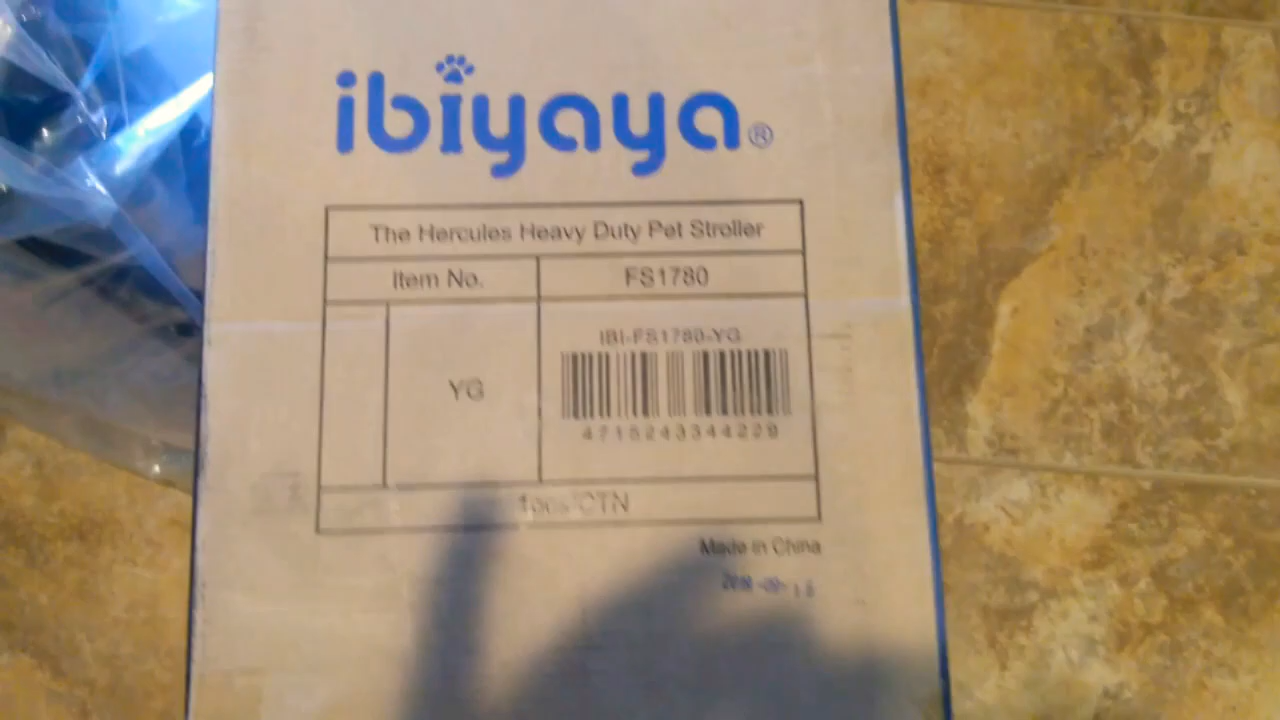 ibiyaya®
The Hercules Heavy Duty Pet Stroller
Item No. FS1780
IBI-FS1780-YG
YG
4715243344229
1pcs/CTN
Made in China